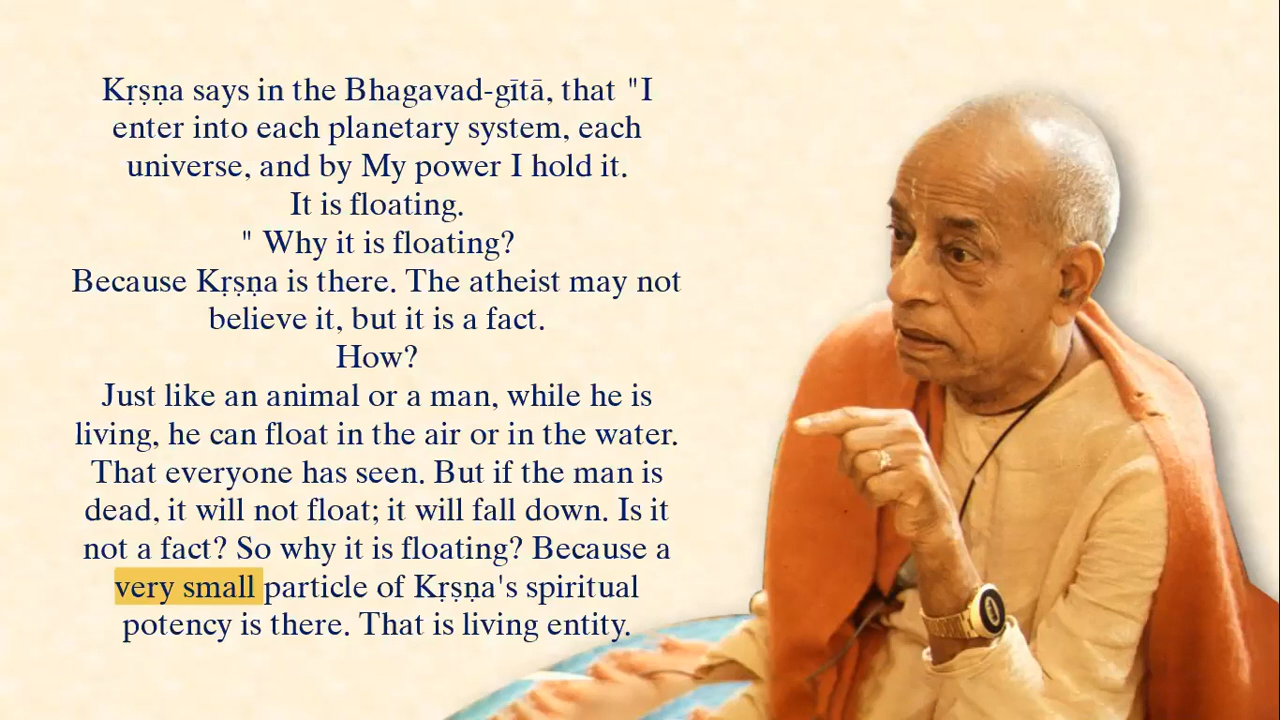 Kṛṣṇa says in the Bhagavad-gītā, that "I
enter into each planetary system, each
universe, and by My power I hold it.
It is floating.
" Why it is floating?
Because Kṛṣṇa is there. The atheist may not
believe it, but it is a fact.
How?
Just like an animal or a man, while he is
living, he can float in the air or in the water.
That everyone has seen. But if the man is
dead, it will not float; it will fall down. Is it
not a fact? So why it is floating? Because a
very small particle of Kṛṣṇa's spiritual
potency is there. That is living entity.